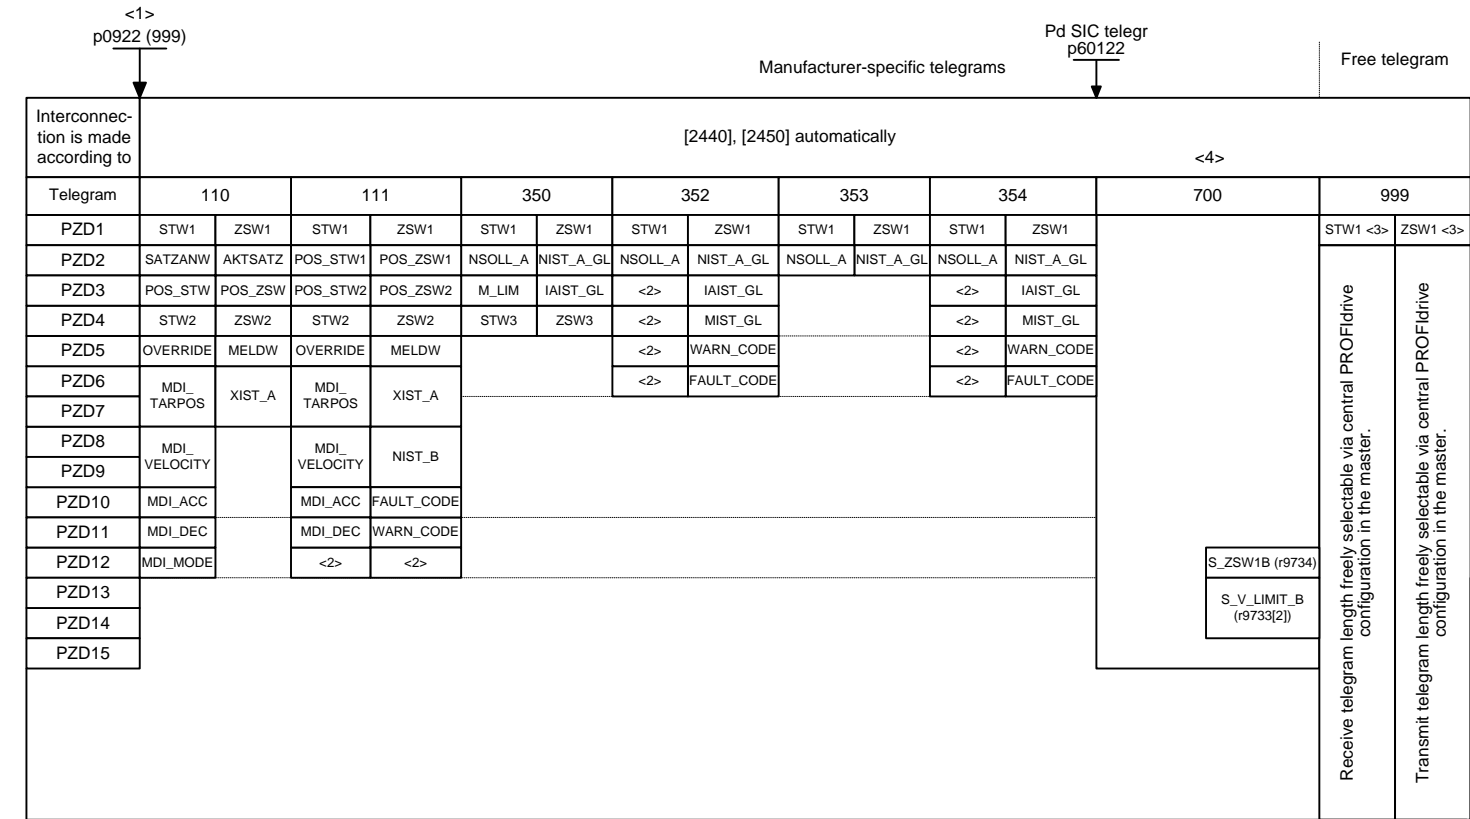 <1>
p0922 (999)
Pd SIC telegr
p60122
Manufacturer-specific telegrams
Free telegram
Interconnec-
tion is made
according to
[2440], [2450] automatically
<4>
Telegram 110 111 350 352 353 354 700 999
PZD1 STW1 ZSW1 STW1 ZSW1 STW1 ZSW1 STW1 ZSW1 STW1 ZSW1 STW1 ZSW1 STW1 <3> ZSW1 <3>
PZD2 SATZANW AKTSATZ POS_STW1 POS_ZSW1 NSOLL_A NIST_A_GL NSOLL_A NIST_A_GL NSOLL_A NIST_A_GL NSOLL_A NIST_A_GL
PZD3 POS_STW POS_ZSW POS_STW2 POS_ZSW2 M_LIM IAIST_GL <2> IAIST_GL <2> IAIST_GL
PZD4 STW2 ZSW2 STW2 ZSW2 STW3 ZSW3 <2> MIST_GL <2> MIST_GL
PZD5 OVERRIDE MELDW OVERRIDE MELDW <2> WARN_CODE <2> WARN_CODE
PZD6 <2> FAULT_CODE <2> FAULT_CODE
MDI_
TARPOS
XIST_A
MDI_
TARPOS
XIST_A
PZD7
PZD8
MDI_
VELOCITY
MDI_
VELOCITY
NIST_B
PZD9
PZD10 MDI_ACC MDI_ACC FAULT_CODE
PZD11 MDI_DEC MDI_DEC WARN_CODE
PZD12 MDI_MODE <2> <2> S_ZSW1B (r9734)
PZD13
S_V_LIMIT_B
(r9733[2])
PZD14
PZD15
Receive telegram length freely selectable via central PROFIdrive
configuration in the master.
Transmit telegram length freely selectable via central PROFIdrive
configuration in the master.